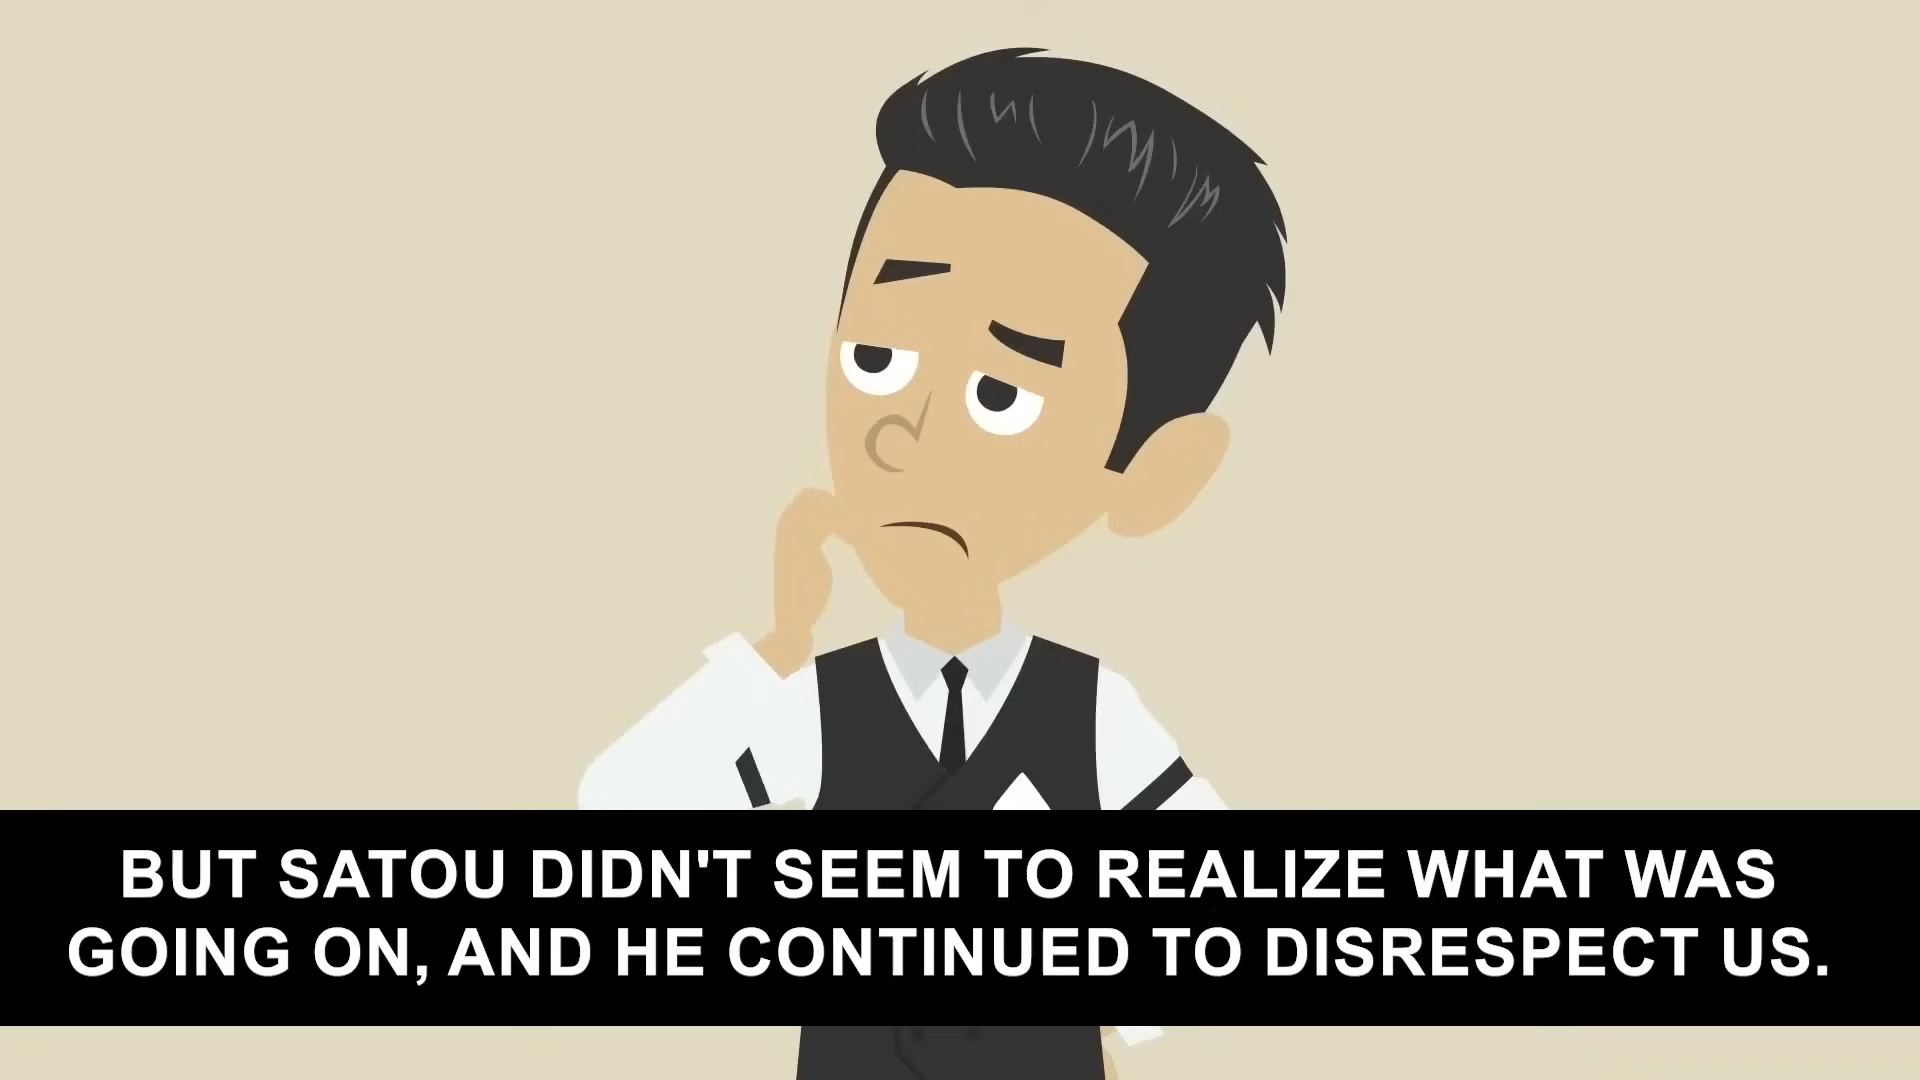 BUT SATOU DIDN'T SEEM TO REALIZE WHAT WAS
GOING ON, AND HE CONTINUED TO DISRESPECT US.